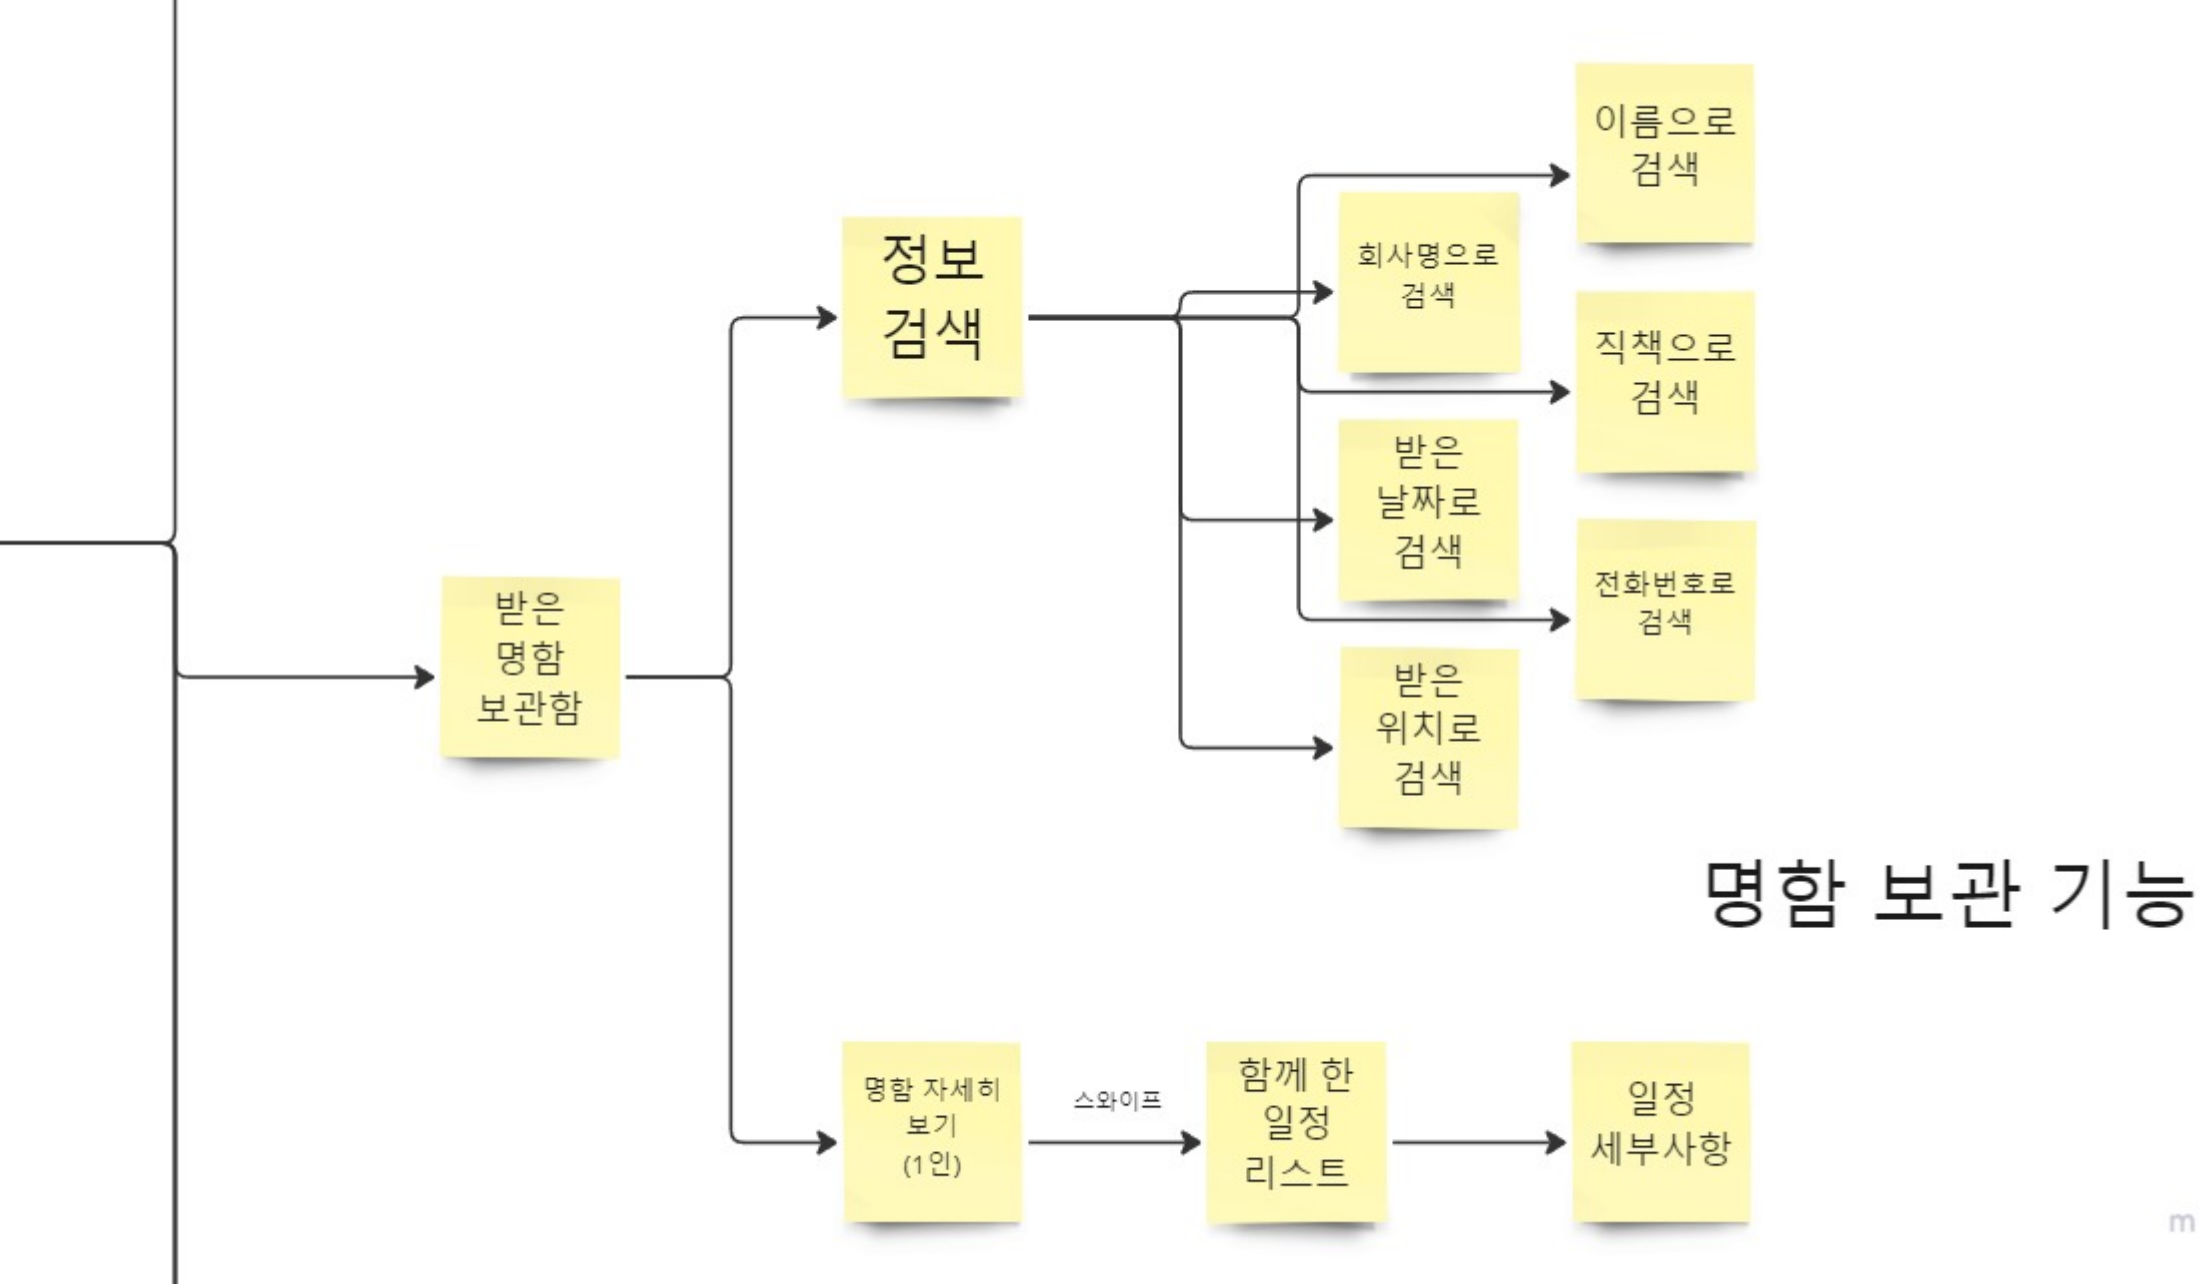 이름으로
검색
정보
검색
회사명으로
검색
직책으로
검색
받은
날짜로
검색
전화번호로
검색
받은
명함
보관함
받은
위치로
검색
명함 보관 기능
명함 자세히
보기
(1인)
스와이프
함께 한
일정
리스트
일정
세부사항
m